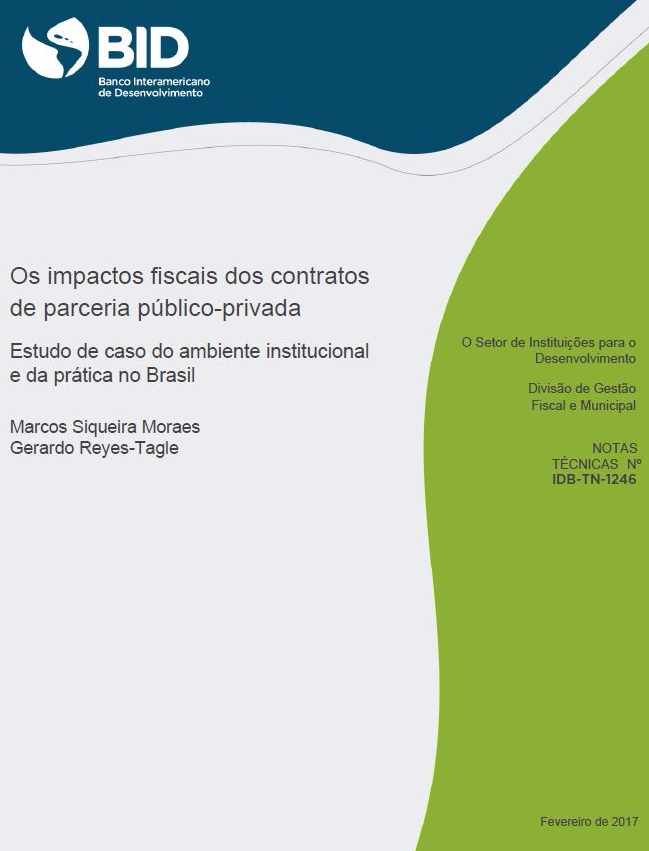 BID
Banco Interamericano
de Desenvolvimento
Os impactos fiscais dos contratos
de parceria público-privada
Estudo de caso do ambiente institucional
e da prática no Brasil
Marcos Siqueira Moraes
Gerardo Reyes-Tagle
O Setor de Instituições para o
Desenvolvimento
Divisão de Gestão
Fiscal e Municipal
NOTAS
TÉCNICAS Nº
IDB-TN-1246
Fevereiro de 2017